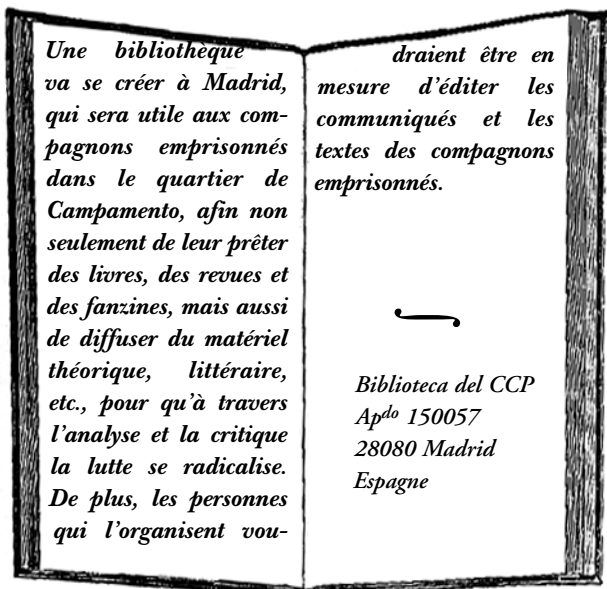 Une bibliothèque
va se créer à Madrid,
qui sera utile aux com-
pagnons emprisonnés
dans le quartier de
Campamento, afin non
seulement de leur prêter
des livres, des revues et
des fanzines, mais aussi
de diffuser du matériel
théorique, littéraire,
etc., pour qu'à travers
l'analyse et la critique
la lutte se radicalise.
De plus, les personnes
qui l'organisent vou-
draient être en
mesure d'éditer les
communiqués et les
textes des compagnons
emprisonnés.
Biblioteca del CCP
Apdo 150057
28080 Madrid
Espagne